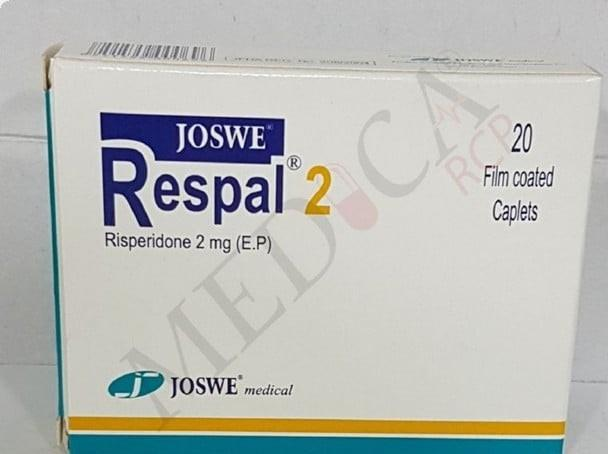 JOSWE®
Respal® 2
Risperidone 2 mg (E.P)
20
Film coated
Caplets
JOSWE® medical
MEDICA
RCP